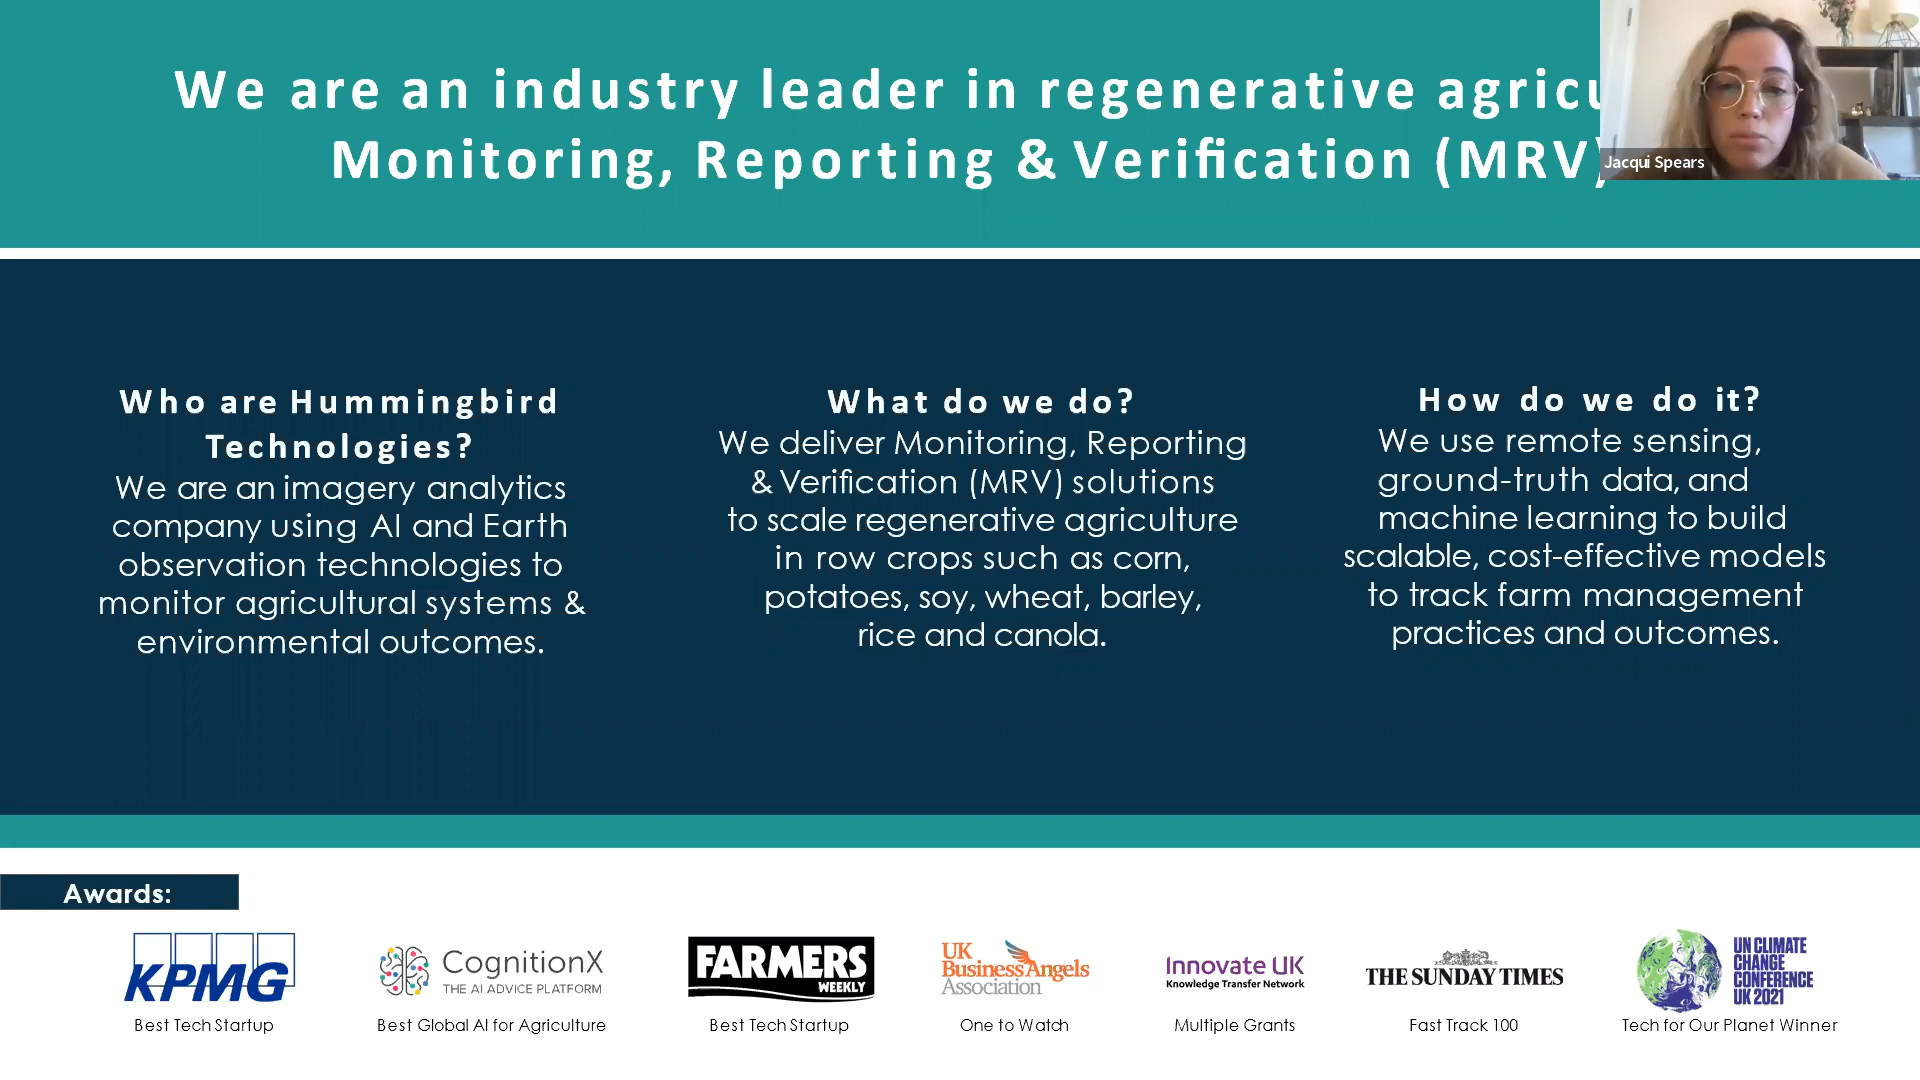 We are an industry leader in regenerative
Monitoring, Reporting & Verification (MRV)
Jacqui Spears
Who are Hummingbird
Technologies?
We are an imagery analytics
company using AI and Earth
observation technologies to
monitor agricultural systems &
environmental outcomes.
What do we do?
We deliver Monitoring, Reporting
& Verification (MRV) solutions
to scale regenerative agriculture
in row crops such as corn,
potatoes, soy, wheat, barley,
rice and canola.
How do we do it?
We use remote sensing,
ground-truth data, and
machine learning to build
scalable, cost-effective models
to track farm management
practices and outcomes.
Awards:
KPMG
Best Tech Startup
CognitionX
THE AI ADVICE PLATFORM
Best Global AI for Agriculture
FARMERS
WEEKLY
Best Tech Startup
UK
Business Angels
Association
One to Watch
Innovate UK
Knowledge Transfer Network
Multiple Grants
THE SUNDAY TIMES
Fast Track 100
UN CLIMATE
CHANGE
CONFERENCE
UK 2021
Tech for Our Planet Winner